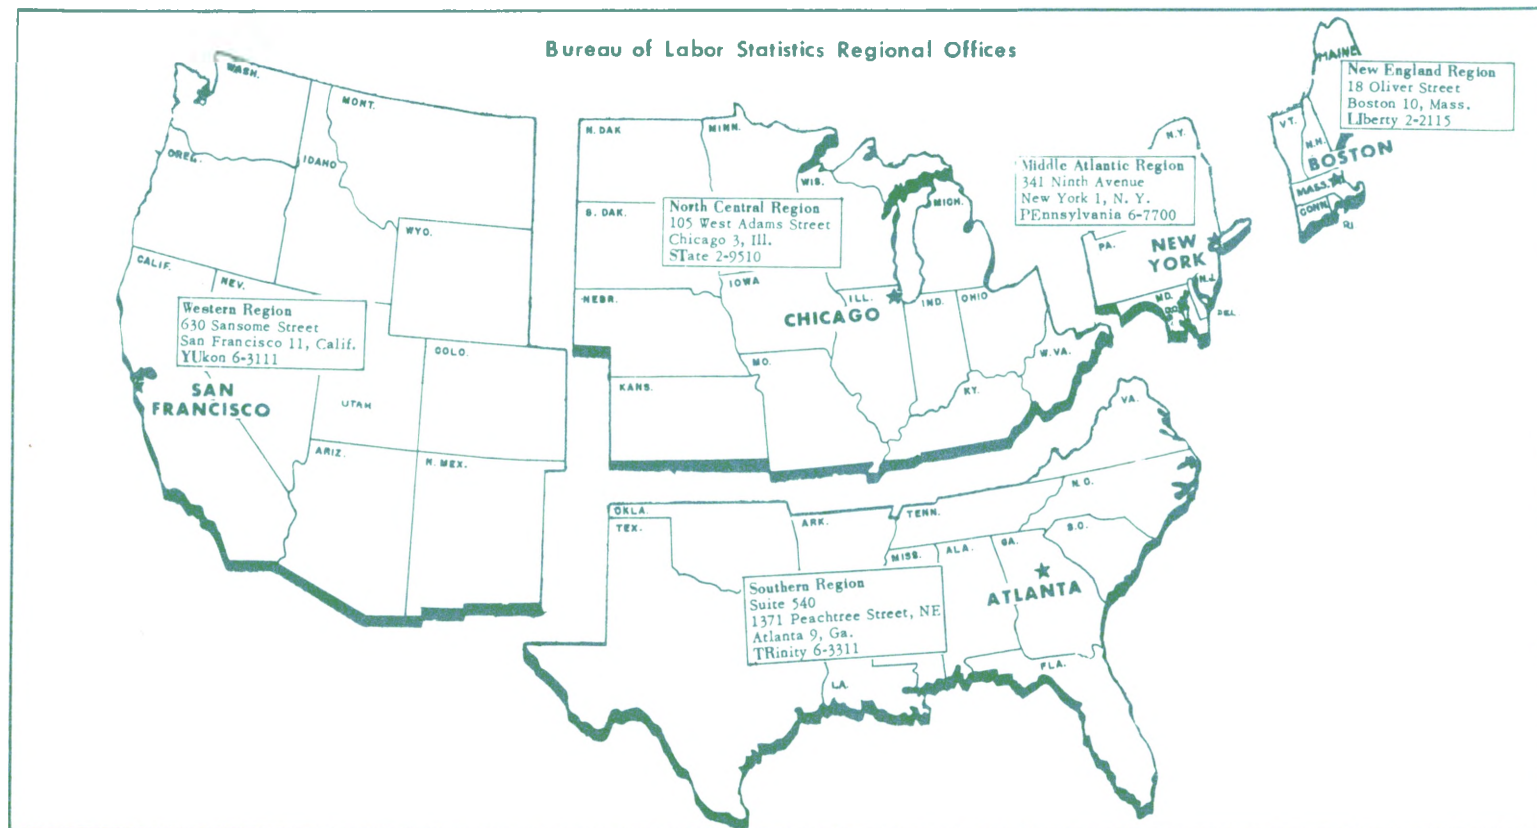 Bureau of Labor Statistics Regional Offices
WASH.
MONT.
OREG.
IDAHO
WYO.
CALIF.
NEV.
Western Region
630 Sansome Street
San Francisco 11, Calif.
YUkon 6-3111
SAN
FRANCISCO
UTAH
COLO.
ARIZ.
N. MEX.
N. DAK
MINN.
S. DAK.
WIS.
MICH.
North Central Region
105 West Adams Street
Chicago 3, Ill.
STate 2-9510
NEBR.
IOWA
ILL.
IND.
OHIO
CHICAGO
KANS.
MO.
KY.
W. VA.
MAINE
New England Region
18 Oliver Street
Boston 10, Mass.
LIberty 2-2115
VT.
N.H.
BOSTON
MASS.
CONN.
RI
N.Y.
Middle Atlantic Region
341 Ninth Avenue
New York 1, N. Y.
PEnnsylvania 6-7700
PA.
NEW
YORK
N.J.
MD.
DEL
VA.
OKLA.
TEX.
ARK.
TENN.
N.C.
S.C.
MISS.
ALA.
GA.
ATLANTA
Southern Region
Suite 540
1371 Peachtree Street, NE
Atlanta 9, Ga.
TRinity 6-3311
LA.
FLA.